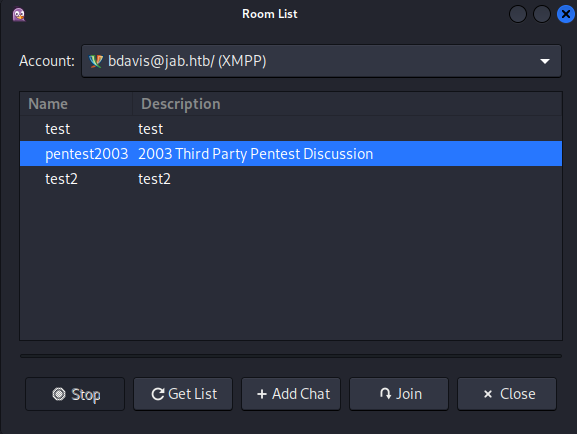 Room List
Account: bdavis@jab.htb/ (XMPP)
Name Description
test test
pentest2003 2003 Third Party Pentest Discussion
test2 test2
Stop Get List + Add Chat Join × Close